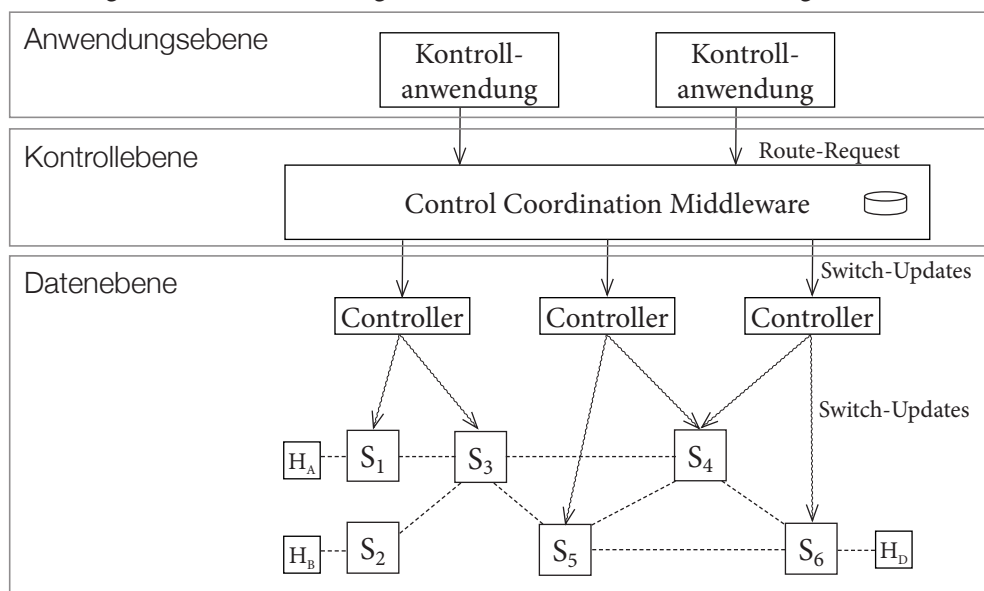 Anwendungsebene
Kontroll-
anwendung
Kontroll-
anwendung
Kontrollebene
Route-Request
Control Coordination Middleware
Datenebene
Switch-Updates
Controller
Controller
Controller
Switch-Updates
H_A
S_1
S_3
S_4
H_B
S_2
S_5
S_6
H_D